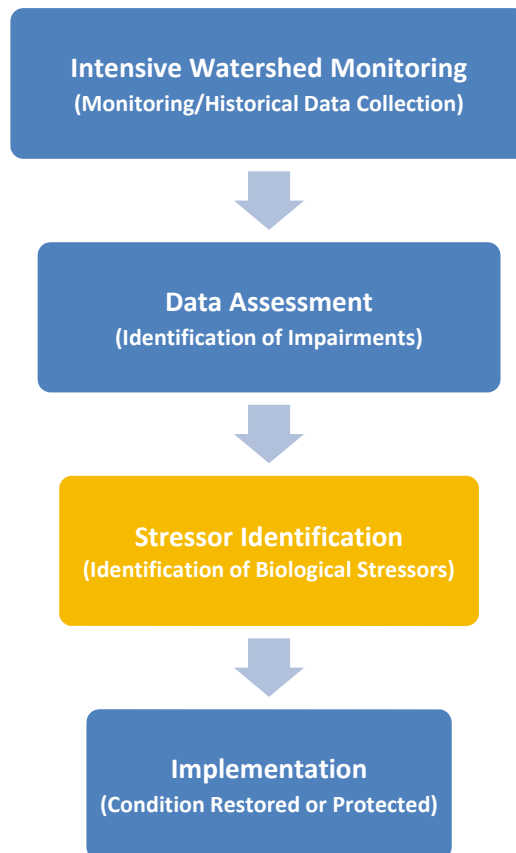 Intensive Watershed Monitoring
(Monitoring/Historical Data Collection)
Data Assessment
(Identification of Impairments)
Stressor Identification
(Identification of Biological Stressors)
Implementation
(Condition Restored or Protected)